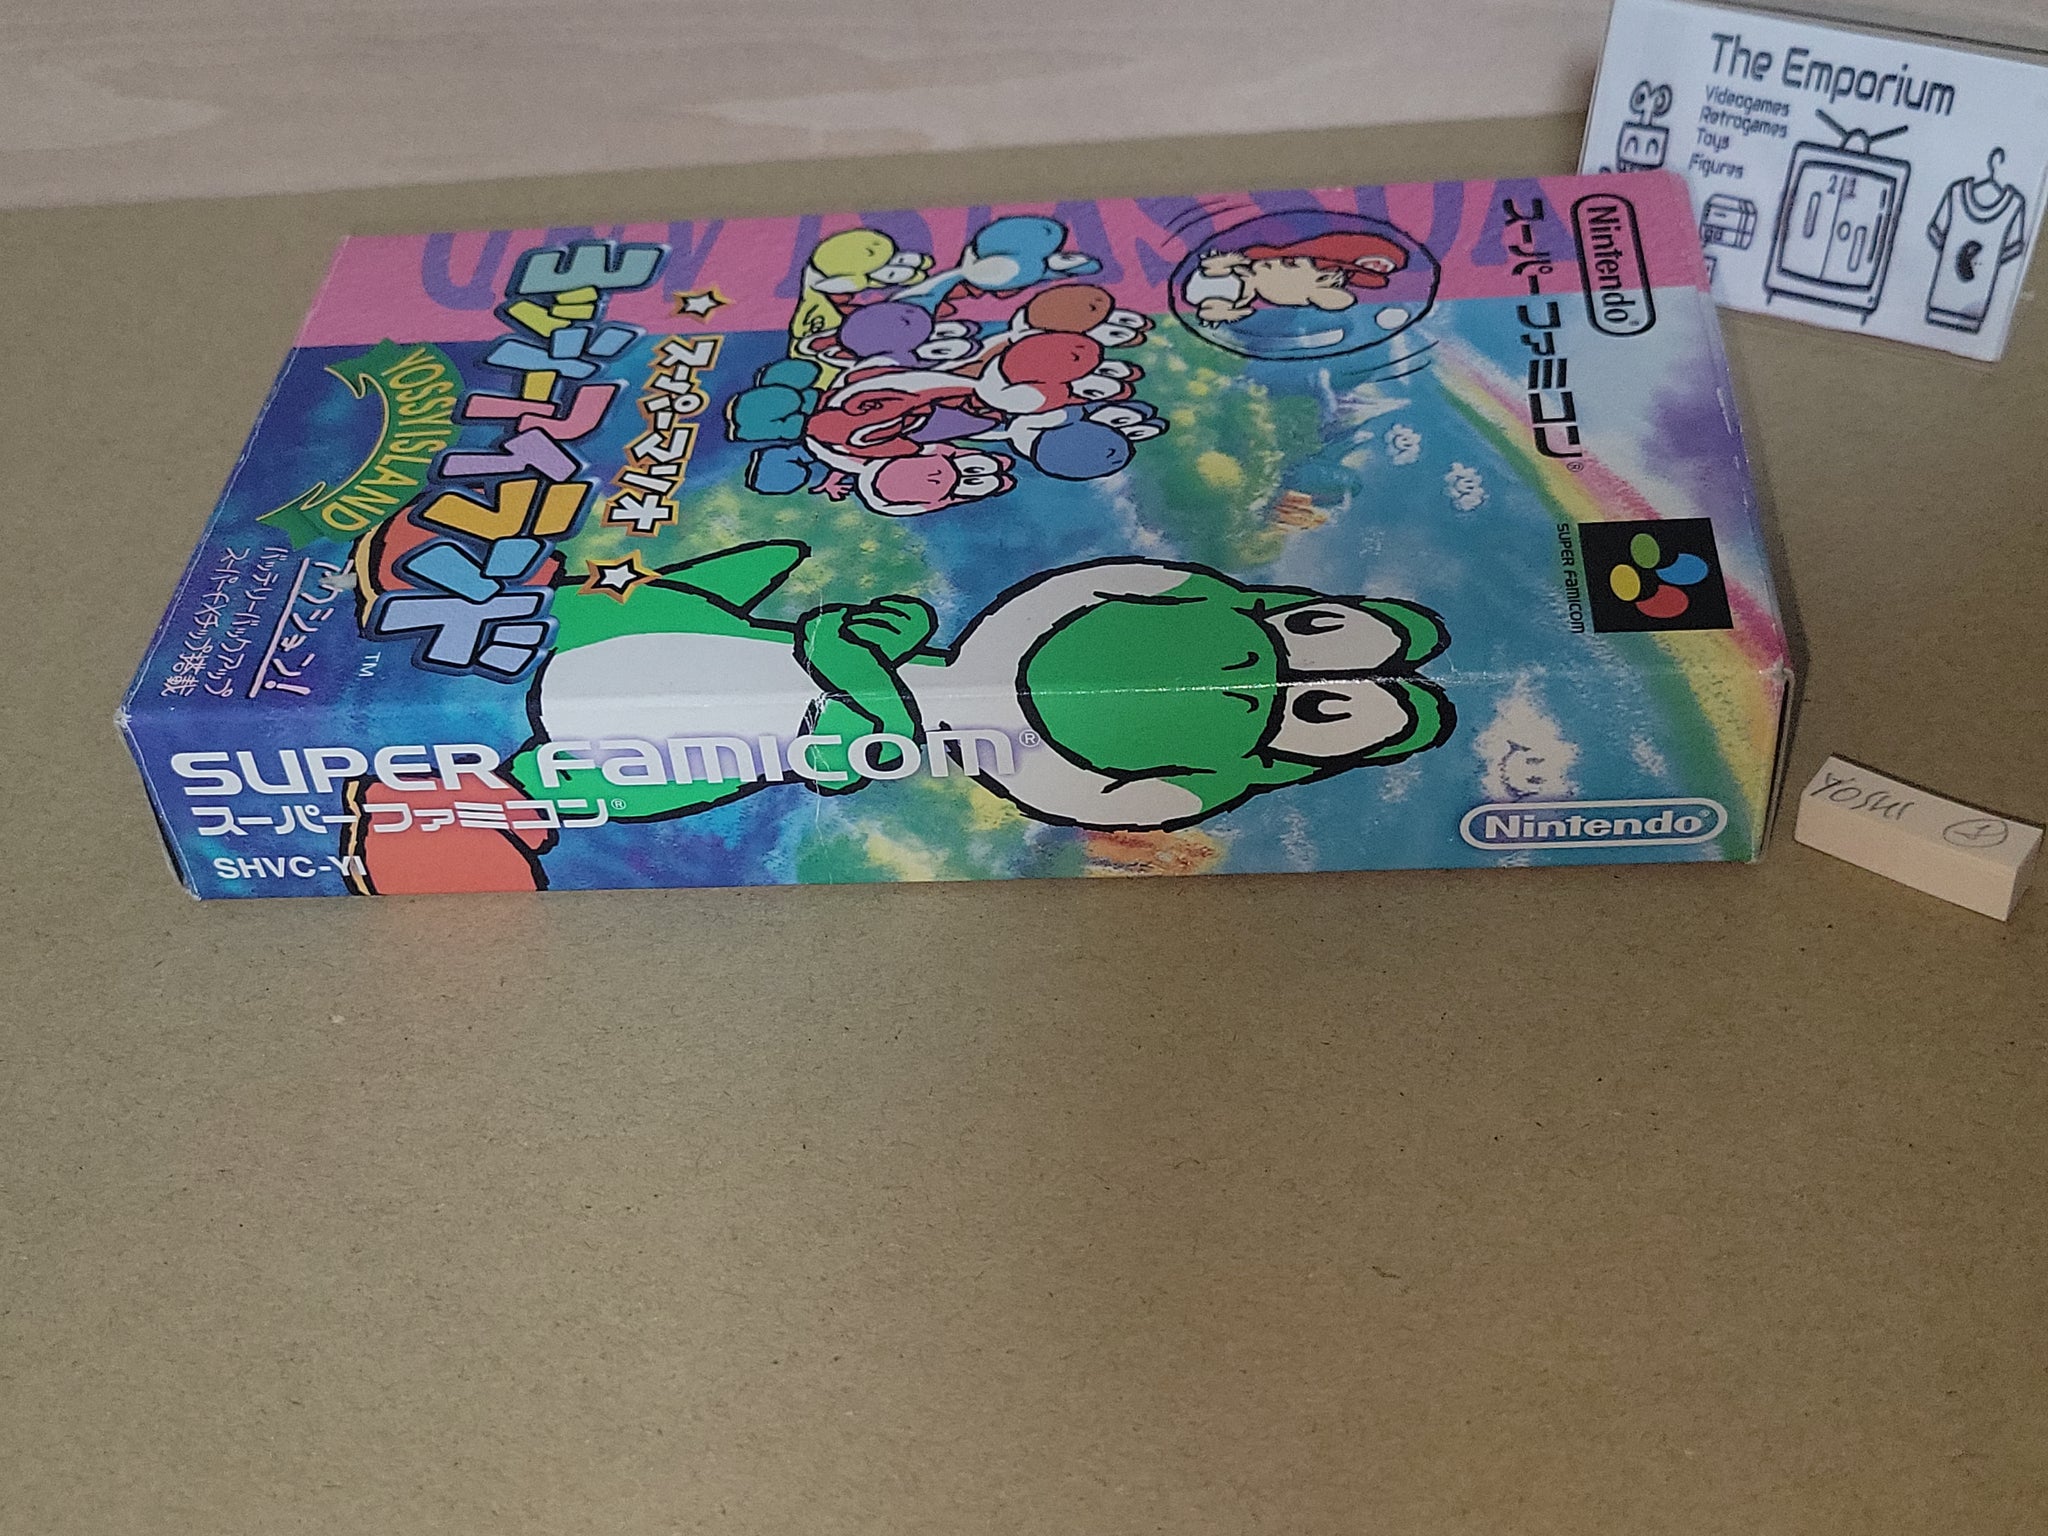 The Emporium
Videogames
Retrogames
Toys
Figures
Nintendo®
スーパーファミコン®
SUPER FAMICOM
スーパーマリオ
ヨッシーアイランド
TM
YOSSY ISLAND
アクション!
バッテリーバックアップ
スーパーFXチップ搭載
SUPER FAMICOM®
スーパーファミコン®
SHVC-YI
Nintendo®
YOSHI